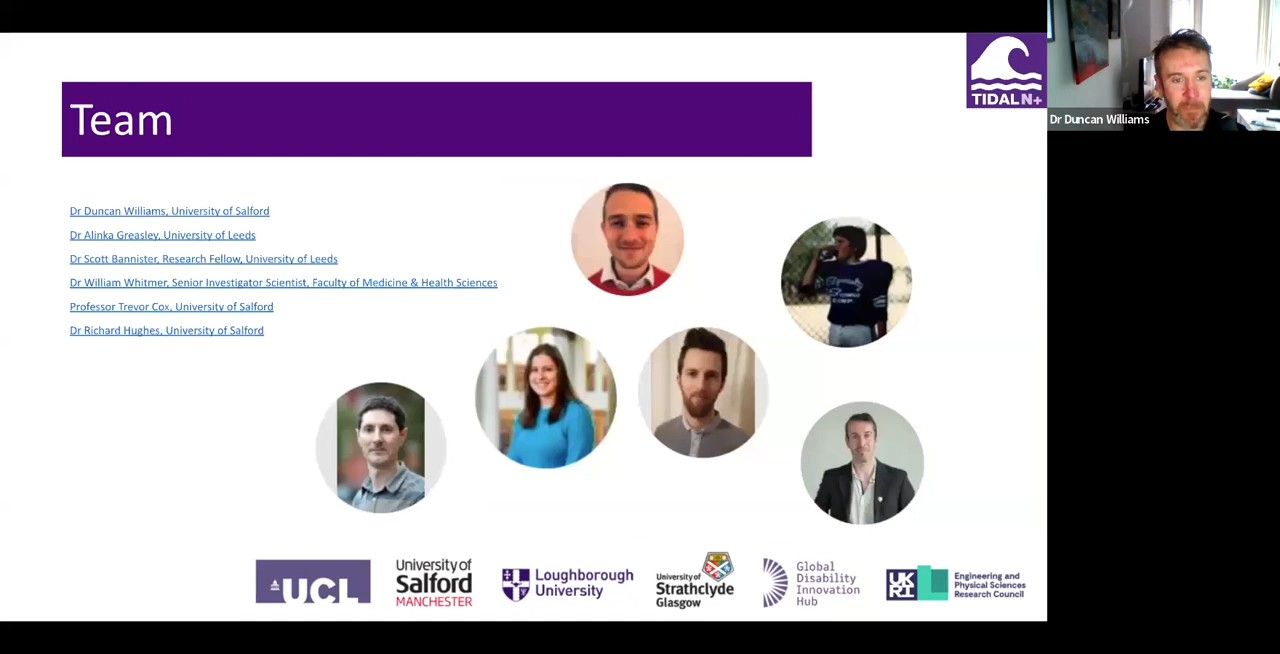 TIDAL N+
Dr Duncan Williams
Team
Dr Duncan Williams, University of Salford
Dr Alinka Greasley, University of Leeds
Dr Scott Bannister, Research Fellow, University of Leeds
Dr William Whitmer, Senior Investigator Scientist, Faculty of Medicine & Health Sciences
Professor Trevor Cox, University of Salford
Dr Richard Hughes, University of Salford
UCL
University of
Salford
MANCHESTER
Loughborough
University
University of
Strathclyde
Glasgow
Global
Disability
Innovation
Hub
UK
RI
Engineering and
Physical Sciences
Research Council